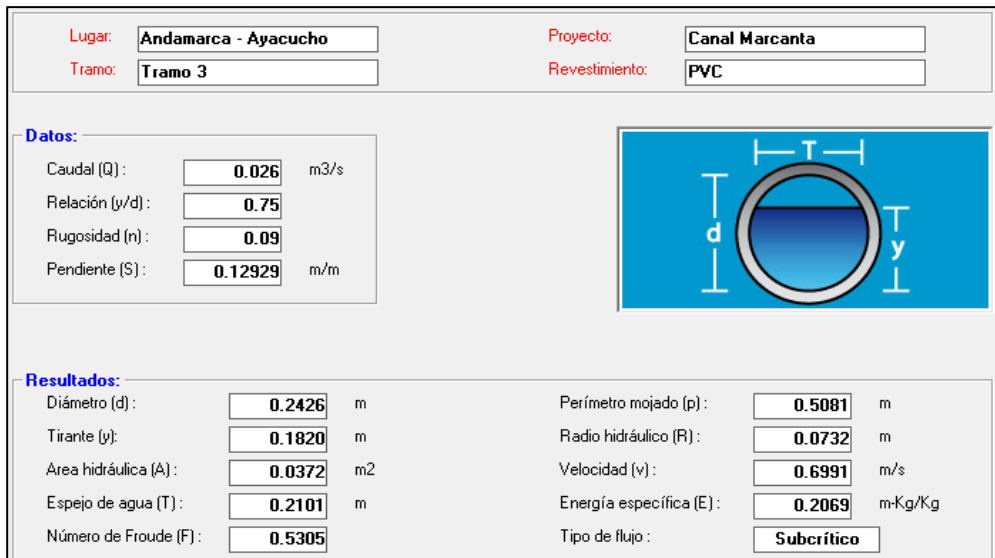 Lugar: Andamarca - Ayacucho Proyecto: Canal Marcanta
Tramo: Tramo 3 Revestimiento: PVC
Datos:
Caudal (Q) : 0.026 m3/s
Relación (y/d) : 0.75
Rugosidad (n) : 0.09
Pendiente (S) : 0.12929 m/m
T
d
y
Resultados:
Diámetro (d) : 0.2426 m Perímetro mojado (p) : 0.5081 m
Tirante (y): 0.1820 m Radio hidráulico (R) : 0.0732 m
Area hidráulica (A) : 0.0372 m2 Velocidad (v) : 0.6991 m/s
Espejo de agua (T) : 0.2101 m Energía específica (E) : 0.2069 m-Kg/Kg
Número de Froude (F) : 0.5305 Tipo de flujo : Subcrítico